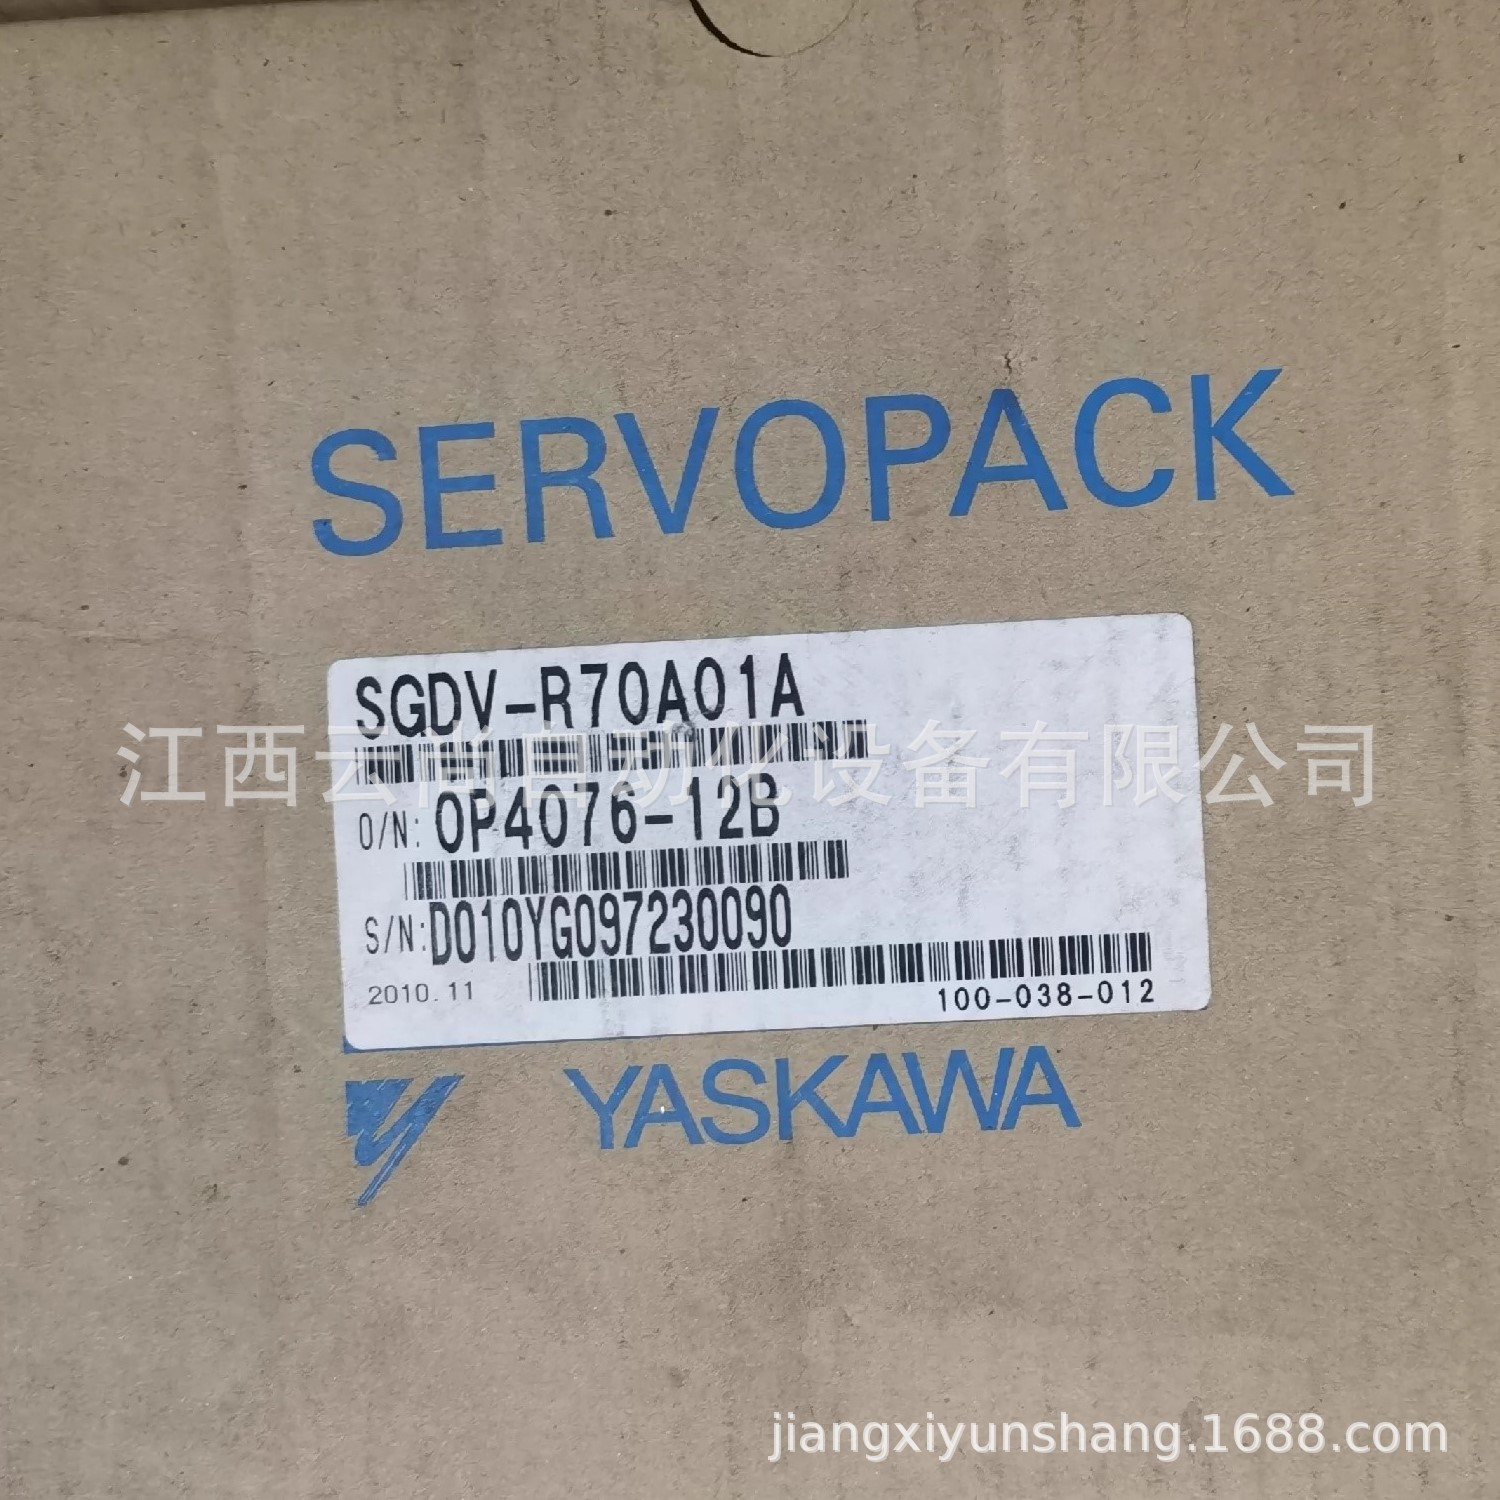 SERVOPACK
SGDV-R70A01A
江西云尚自动化设备有限公司
O/N: OP4076-12B
S/N: D010YG097230090
2010.11
100-038-012
YASKAWA
jiangxiyunshang.1688.com